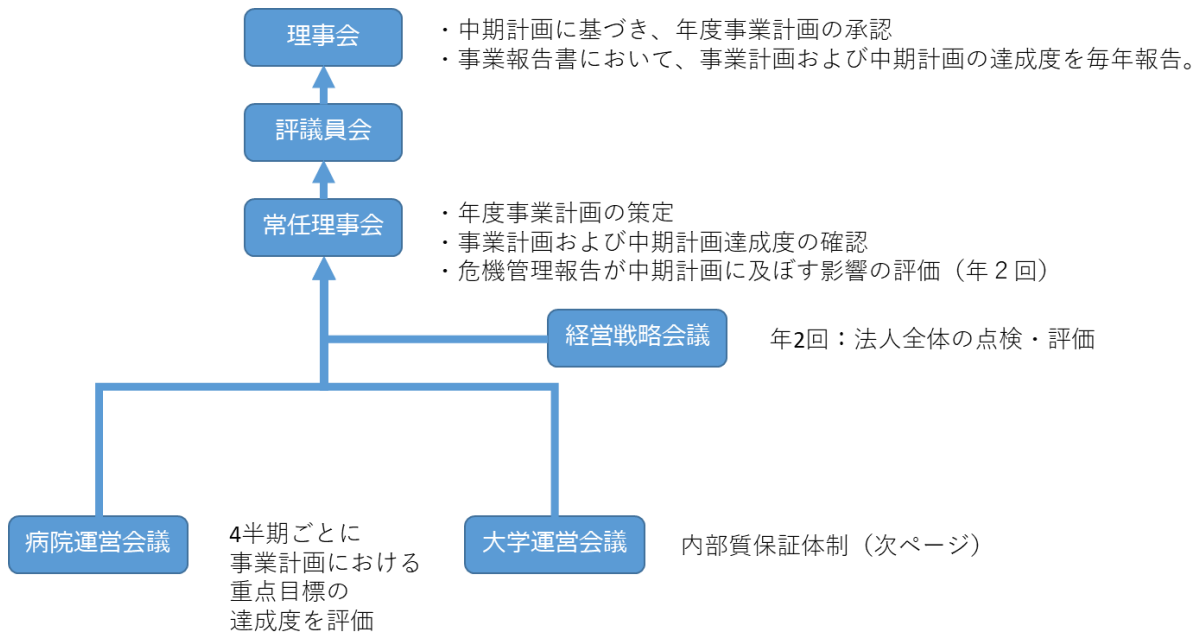 理事会
・中期計画に基づき、年度事業計画の承認
・事業報告書において、事業計画および中期計画の達成度を毎年報告。
評議員会
常任理事会
・年度事業計画の策定
・事業計画および中期計画達成度の確認
・危機管理報告が中期計画に及ぼす影響の評価（年２回）
経営戦略会議
年2回：法人全体の点検・評価
病院運営会議
4半期ごとに
事業計画における
重点目標の
達成度を評価
大学運営会議
内部質保証体制（次ページ）